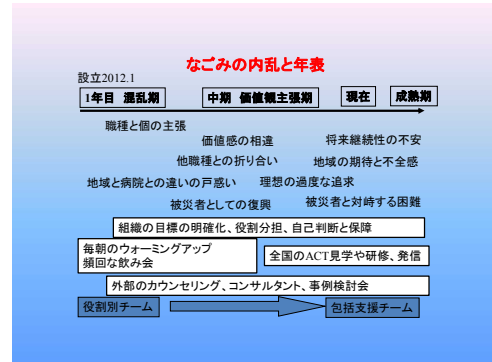 なごみの内乱と年表
設立2012.1
1年目 混乱期
中期 価値観主張期
現在
成熟期
職種と個の主張
価値感の相違
将来継続性の不安
他職種との折り合い
地域の期待と不全感
地域と病院との違いの戸惑い
理想の過度な追求
被災者としての復興
被災者と対峙する困難
組織の目標の明確化、役割分担、自己判断と保障
毎朝のウォーミングアップ
頻回な飲み会
全国のACT見学や研修、発信
外部のカウンセリング、コンサルタント、事例検討会
役割別チーム
包括支援チーム